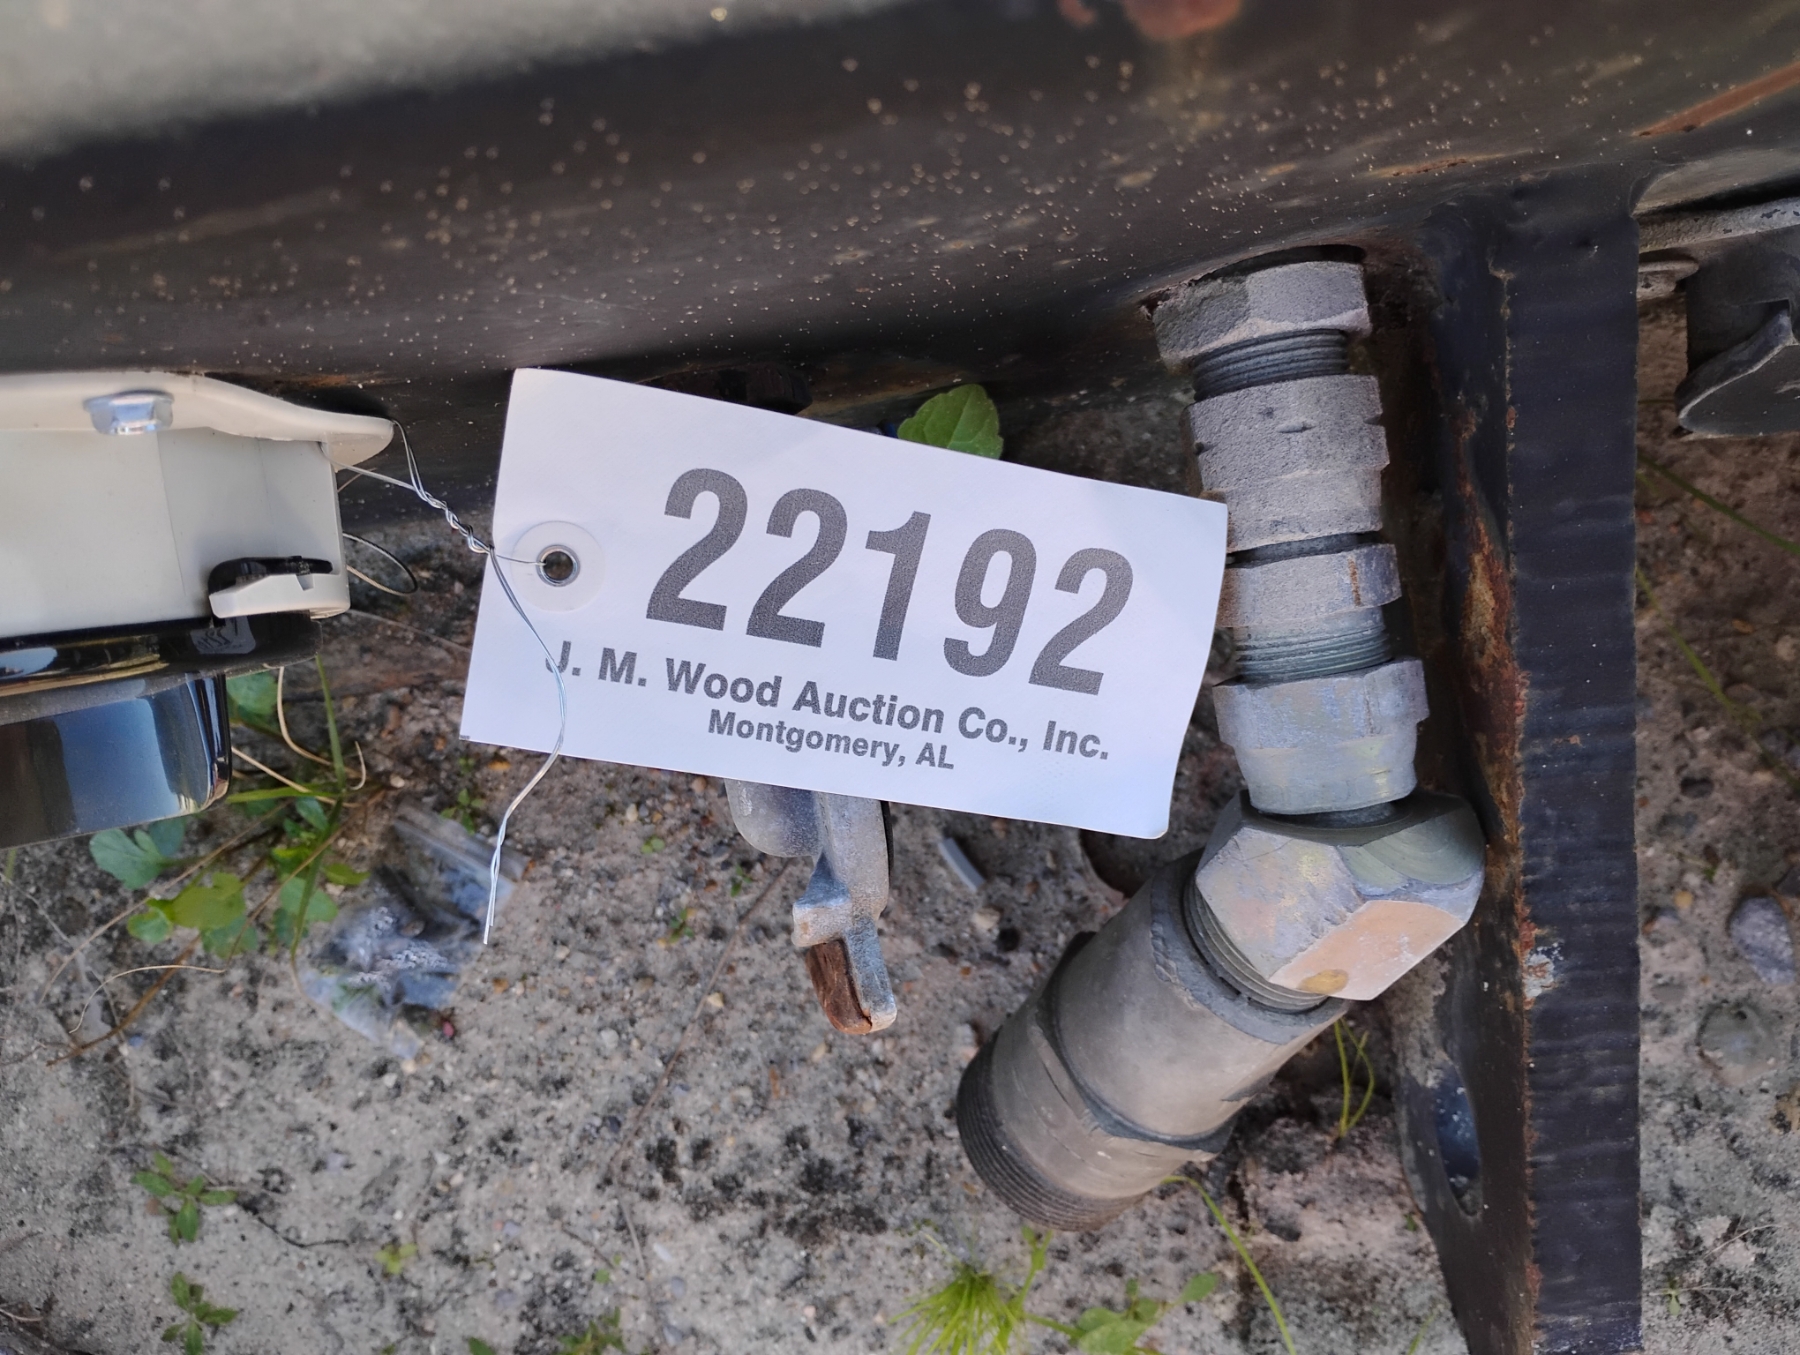 22192
J. M. Wood Auction Co., Inc.
Montgomery, AL